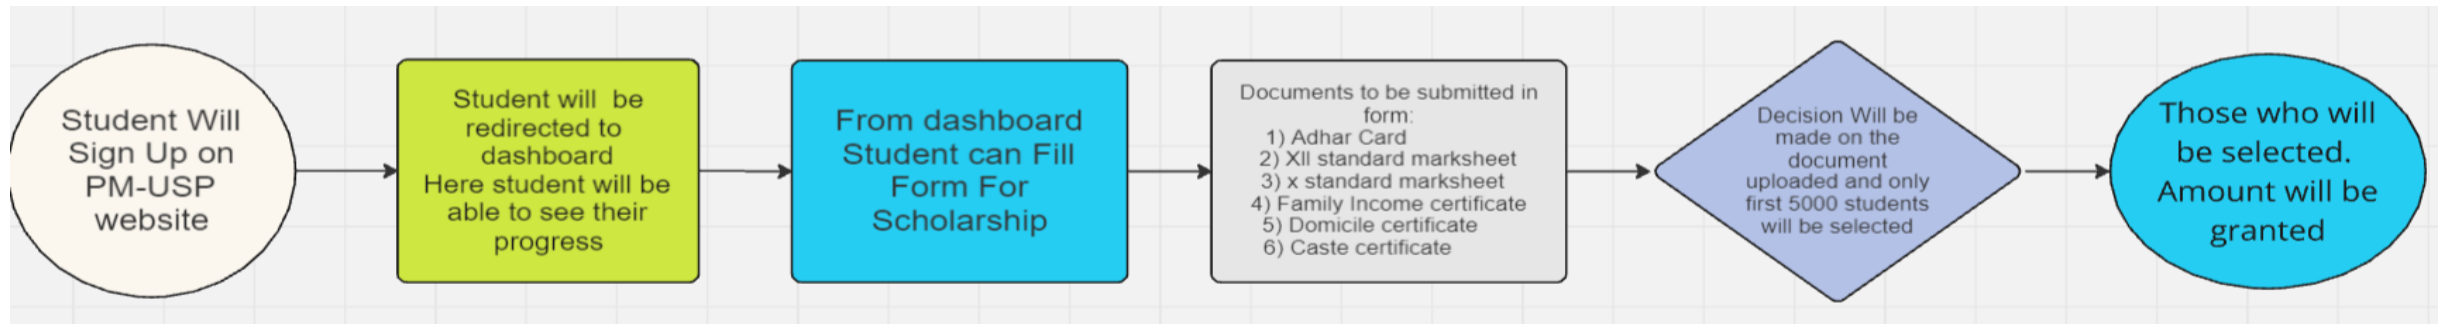 Student Will
Sign Up on
PM-USP
website
Student will be
redirected to
dashboard
Here student will be
able to see their
progress
From dashboard
Student can Fill
Form For
Scholarship
Documents to be submitted in
form:
1) Adhar Card
2) XII standard marksheet
3) x standard marksheet
4) Family Income certificate
5) Domicile certificate
6) Caste certificate
Decision Will be
made on the
document
uploaded and only
first 5000 students
will be selected
Those who will
be selected.
Amount will be
granted